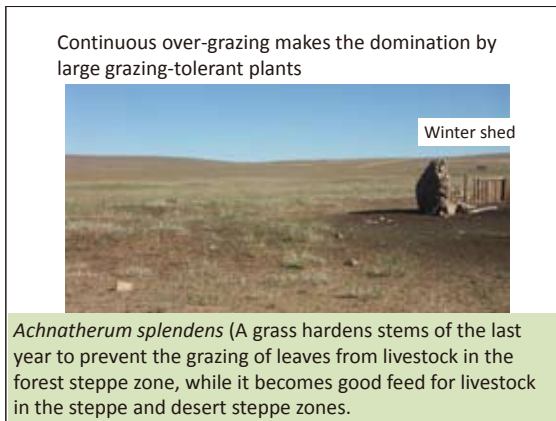 Continuous over-grazing makes the domination by
large grazing-tolerant plants
Winter shed
Achnatherum splendens (A grass hardens stems of the last
year to prevent the grazing of leaves from livestock in the
forest steppe zone, while it becomes good feed for livestock
in the steppe and desert steppe zones.